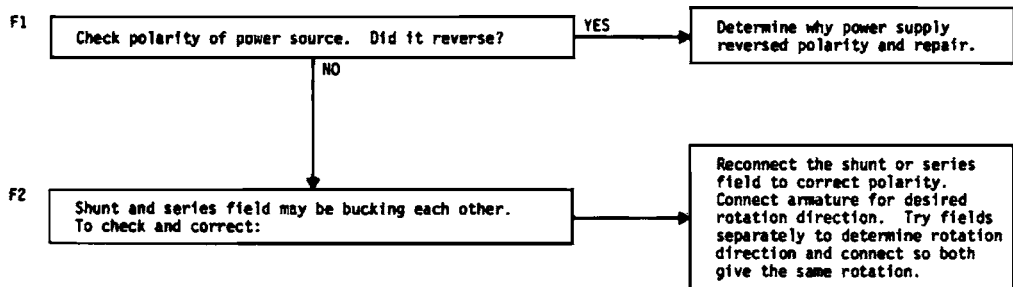 F1
Check polarity of power source. Did it reverse?
YES
Determine why power supply
reversed polarity and repair.
NO
F2
Shunt and series field may be bucking each other.
To check and correct:
Reconnect the shunt or series
field to correct polarity.
Connect armature for desired
rotation direction. Try fields
separately to determine rotation
direction and connect so both
give the same rotation.